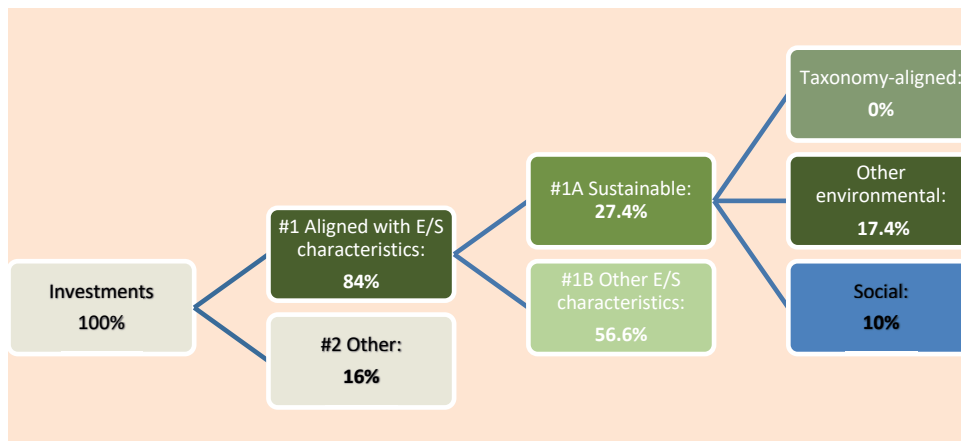 Investments
100%
#1 Aligned with E/S
characteristics:
84%
#2 Other:
16%
#1A Sustainable:
27.4%
#1B Other E/S
characteristics:
56.6%
Taxonomy-aligned:
0%
Other
environmental:
17.4%
Social:
10%